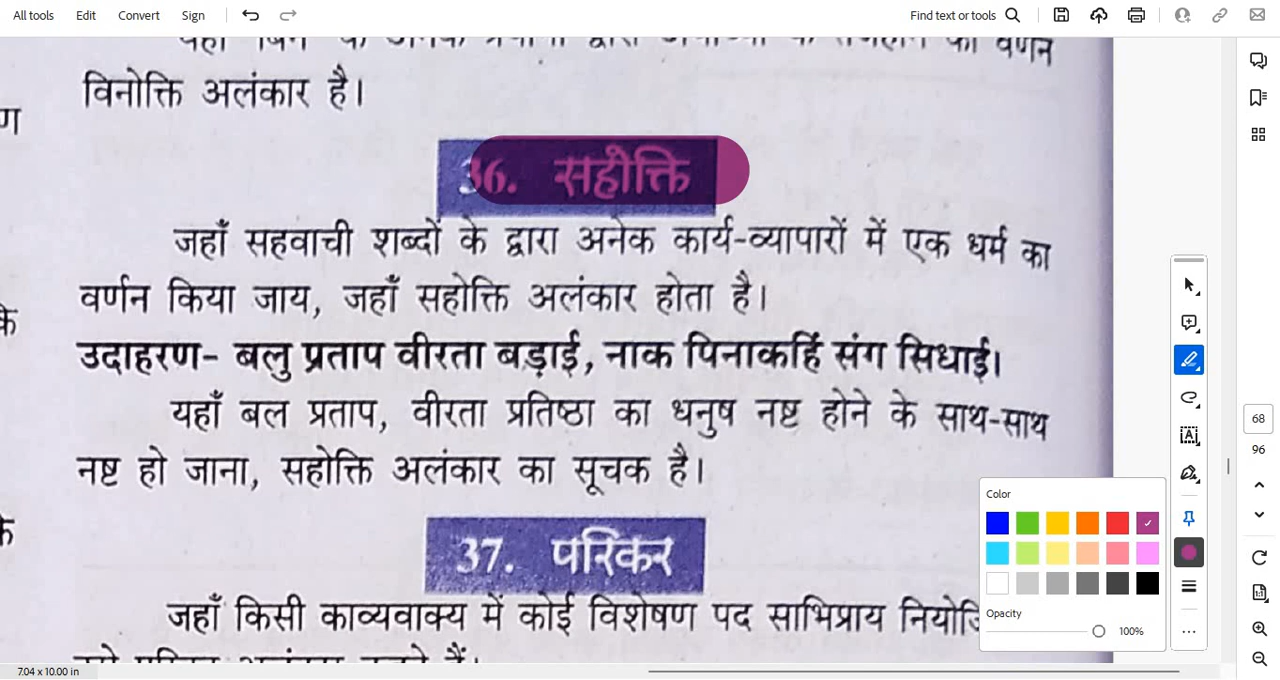 All tools Edit Convert Sign Find text or tools
वर्णन
विनोक्ति अलंकार है।
ण
36. सहोक्ति
जहाँ सहवाची शब्दों के द्वारा अनेक कार्य-व्यापारों में एक धर्म का
वर्णन किया जाय, जहाँ सहोक्ति अलंकार होता है।
के
उदाहरण- बलु प्रताप वीरता बड़ाई, नाक पिनाकहिं संग सिधाई।
यहाँ बल प्रताप, वीरता प्रतिष्ठा का धनुष नष्ट होने के साथ-साथ
नष्ट हो जाना, सहोक्ति अलंकार का सूचक है।
के
37. परिकर
जहाँ किसी काव्यवाक्य में कोई विशेषण पद साभिप्राय
68
96
Color
Opacity
100%
7.04 x 10.00 in